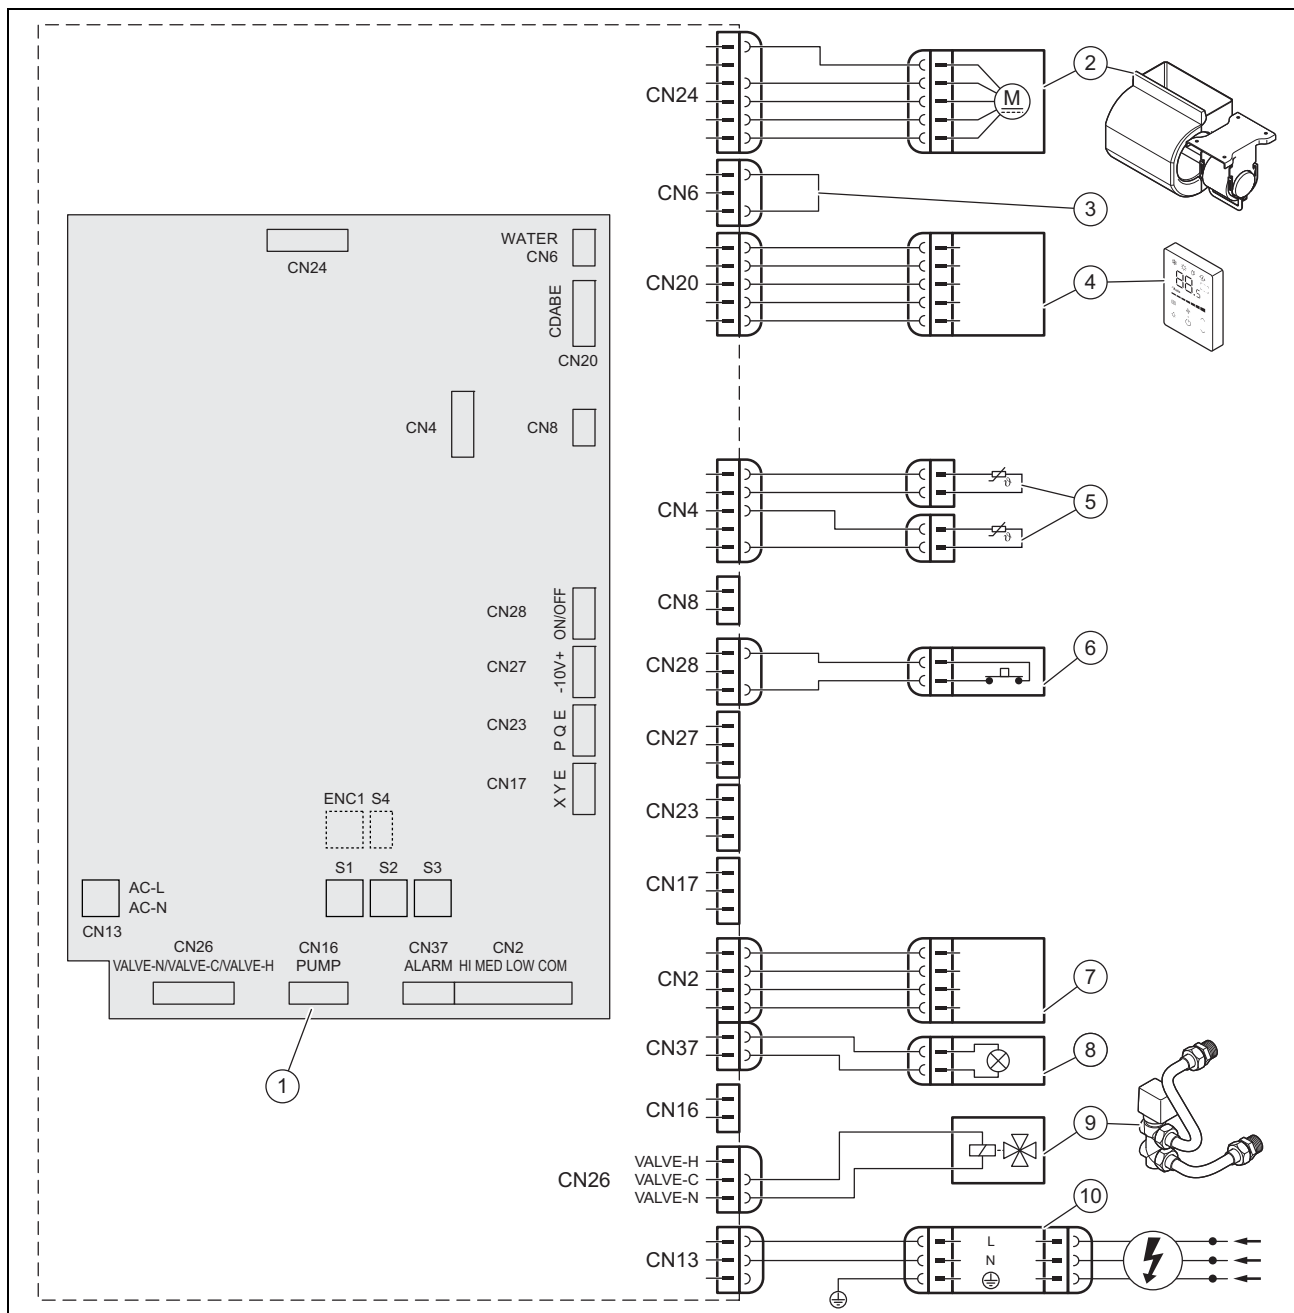 CN24
M
2
CN6
3
CN20
4
88.5
WATER
CN6
CN24
CDABE
CN20
CN4
CN8
CN4
ϑ
ϑ
5
CN8
CN28
ON/OFF
CN28
6
CN27
-10V+
CN27
CN23
P Q E
CN23
CN17
X Y E
CN17
ENC1 S4
S1 S2 S3
AC-L
AC-N
CN13
CN26
VALVE-N/VALVE-C/VALVE-H
CN16
PUMP
CN37
ALARM
CN2
HI MED LOW COM
1
CN2
7
CN37
8
CN16
9
CN26
VALVE-H
VALVE-C
VALVE-N
10
CN13
L
N